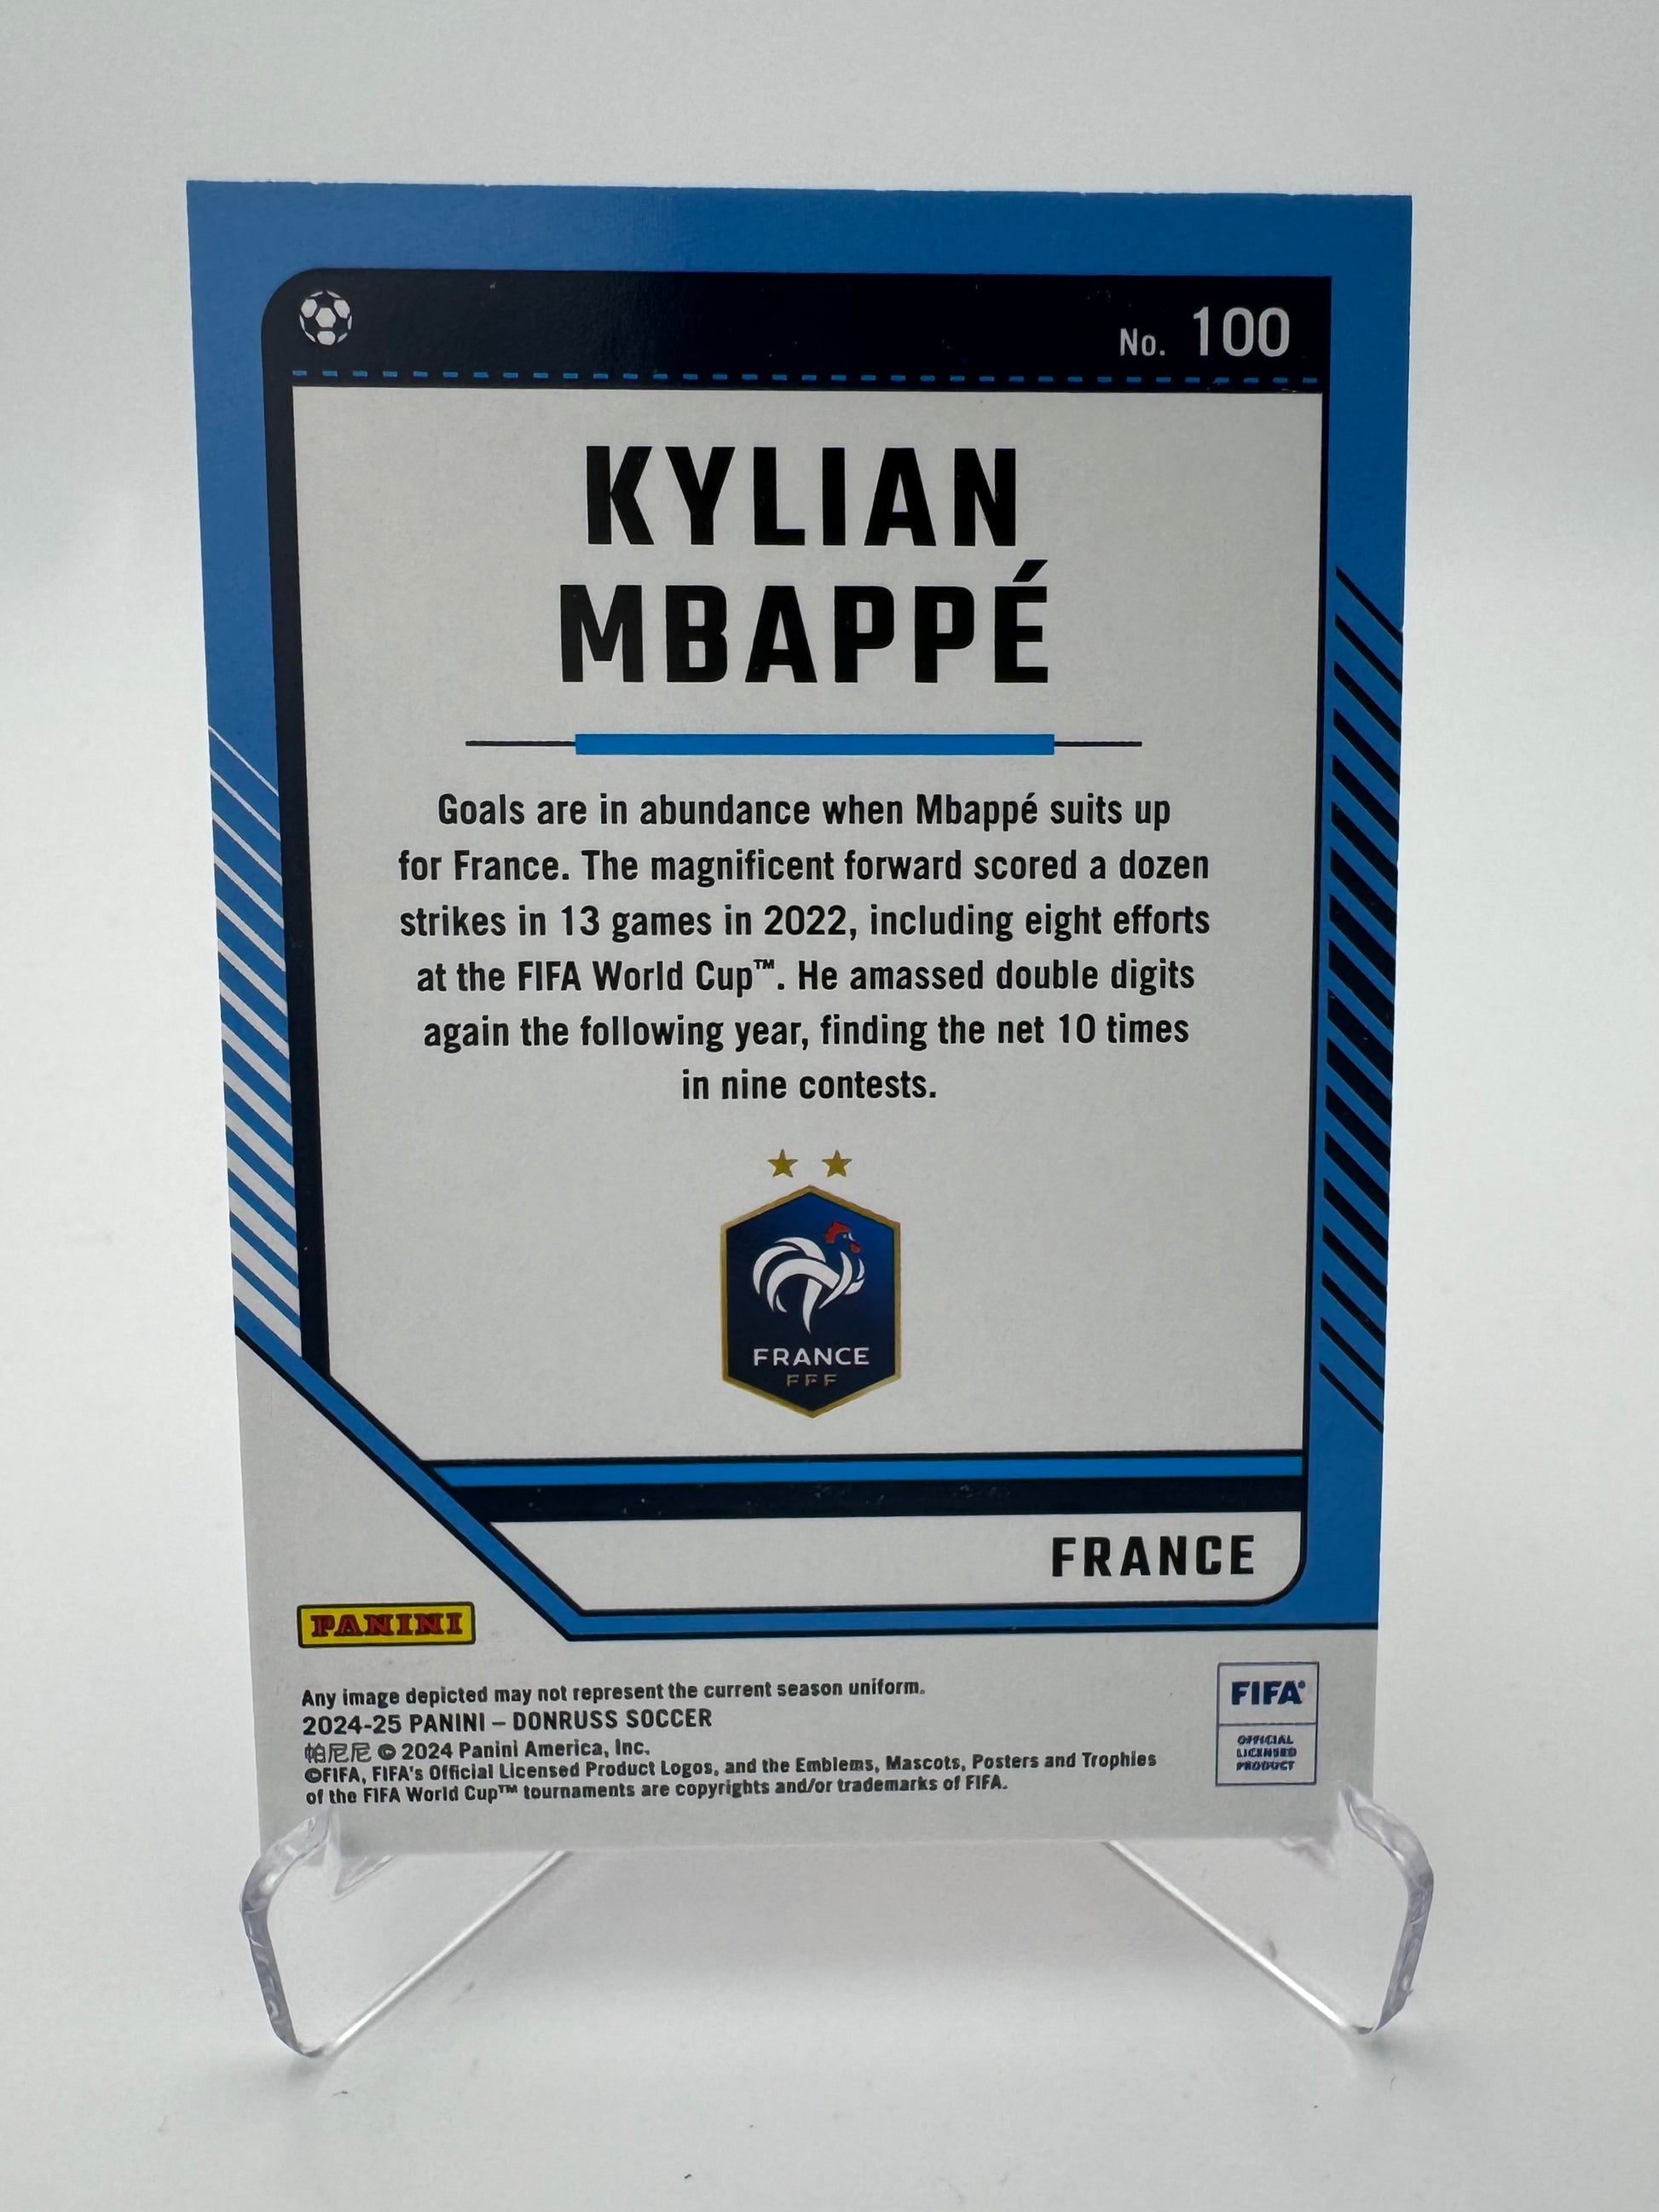 No. 100
KYLIAN
MBAPPÉ
Goals are in abundance when Mbappé suits up
for France. The magnificent forward scored a dozen
strikes in 13 games in 2022, including eight efforts
at the FIFA World Cup™. He amassed double digits
again the following year, finding the net 10 times
in nine contests.
FRANCE
FFF
FRANCE
PANINI
Any image depicted may not represent the current season uniform.
2024-25 PANINI – DONRUSS SOCCER
帕尼尼 © 2024 Panini America, Inc.
©FIFA, FIFA's Official Licensed Product Logos, and the Emblems, Mascots, Posters and Trophies
of the FIFA World Cup™ tournaments are copyrights and/or trademarks of FIFA.
FIFA®
OFFICIAL
LICENSED
PRODUCT